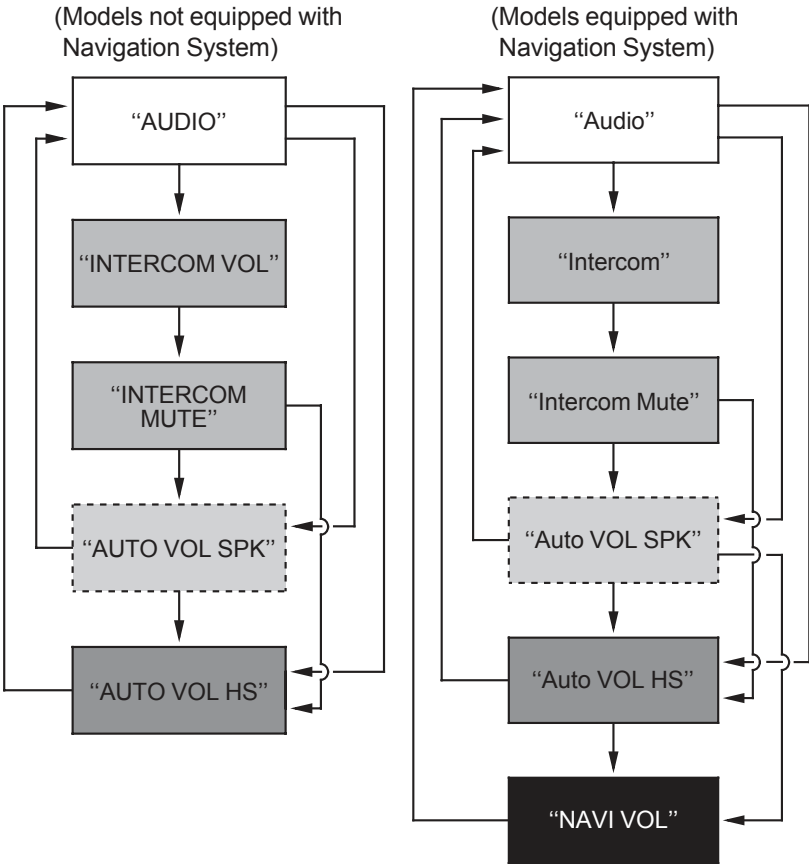 (Models not equipped with
Navigation System)
‘‘AUDIO’’
‘‘INTERCOM VOL’’
‘‘INTERCOM
MUTE’’
‘‘AUTO VOL SPK’’
‘‘AUTO VOL HS’’
(Models equipped with
Navigation System)
‘‘Audio’’
‘‘Intercom’’
‘‘Intercom Mute’’
‘‘Auto VOL SPK’’
‘‘Auto VOL HS’’
‘‘NAVI VOL’’